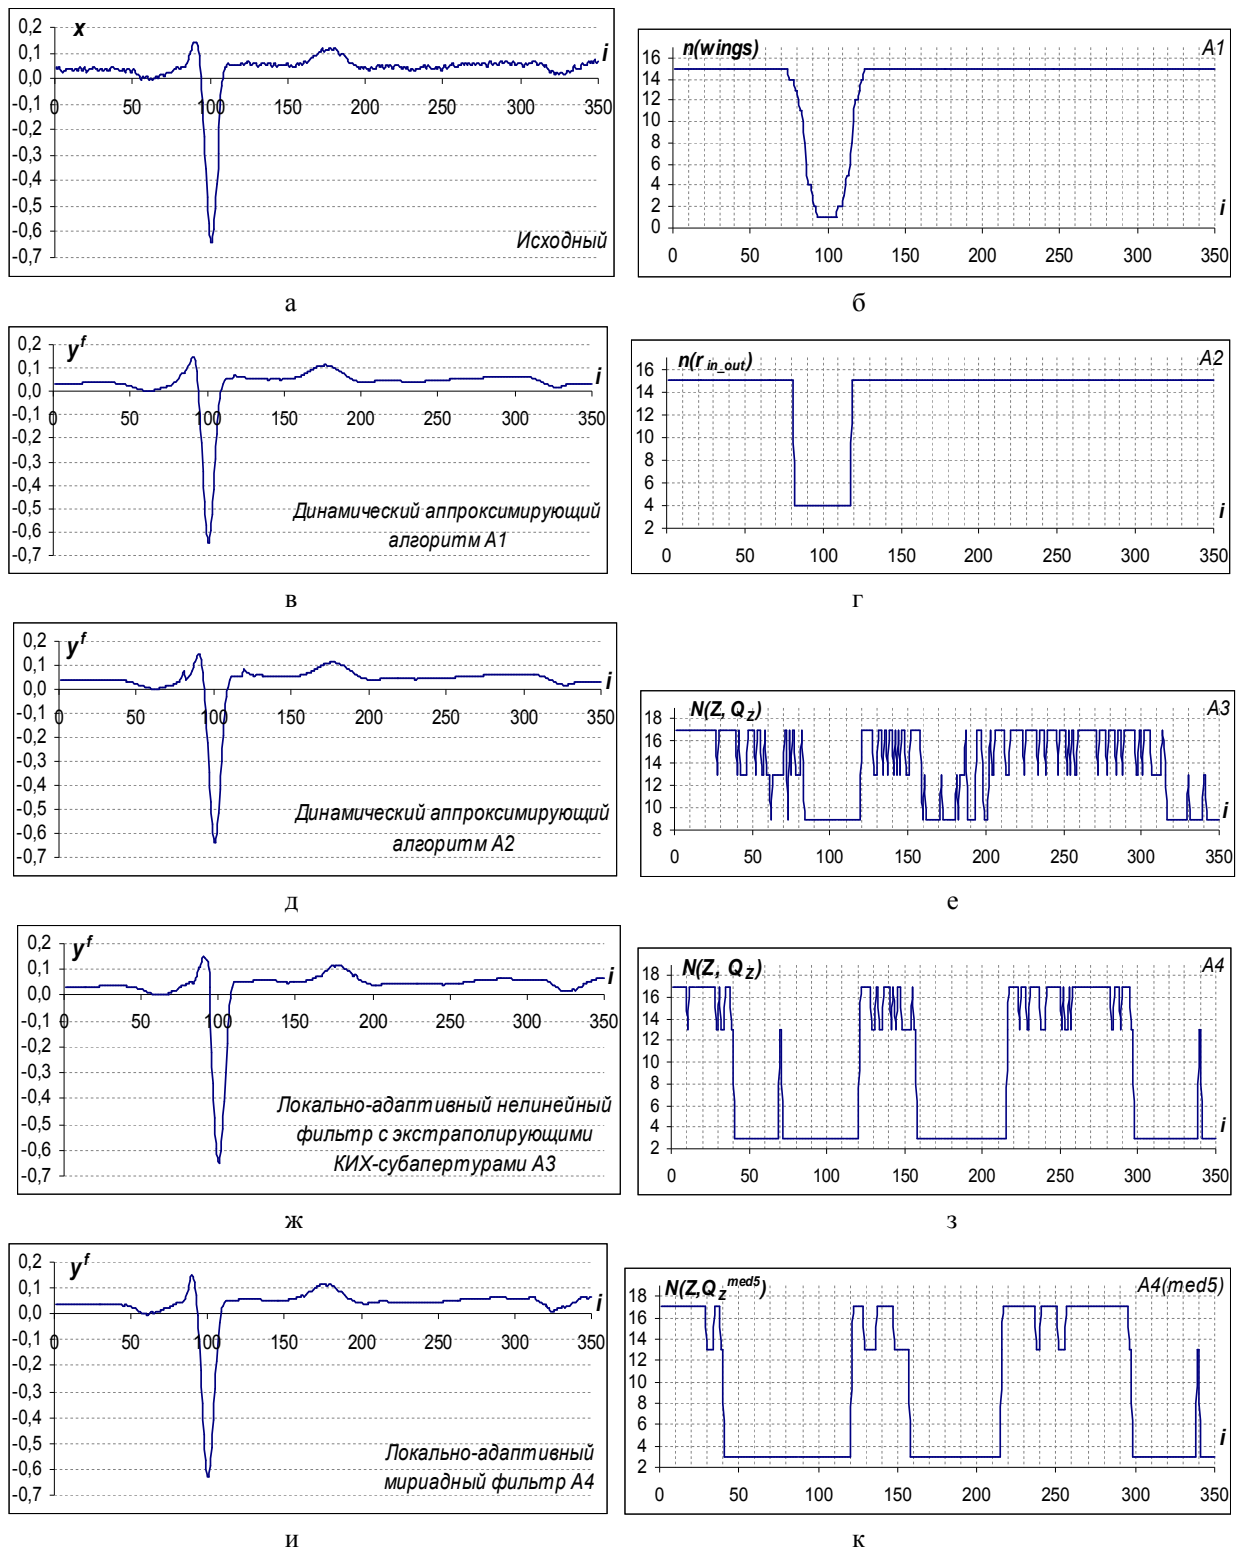 x
i
0,2
0,1
0,0
-0,1
-0,2
-0,3
-0,4
-0,5
-0,6
-0,7
0 50 100 150 200 250 300 350
Исходный
а
n(wings)
A1
16
14
12
10
8
6
4
2
0
i
0 50 100 150 200 250 300 350
б
y^f
i
0,2
0,1
0,0
-0,1
-0,2
-0,3
-0,4
-0,5
-0,6
-0,7
0 50 100 150 200 250 300 350
Динамический аппроксимирующий
алгоритм А1
в
n(r in_out)
A2
16
14
12
10
8
6
4
2
i
0 50 100 150 200 250 300 350
г
y^f
i
0,2
0,1
0,0
-0,1
-0,2
-0,3
-0,4
-0,5
-0,6
-0,7
0 50 100 150 200 250 300 350
Динамический аппроксимирующий
алгоритм А2
д
N(Z, Q_Z)
A3
18
16
14
12
10
8
i
0 50 100 150 200 250 300 350
е
y^f
i
0,2
0,1
0,0
-0,1
-0,2
-0,3
-0,4
-0,5
-0,6
-0,7
0 50 100 150 200 250 300 350
Локально-адаптивный нелинейный
фильтр с экстраполирующими
КИХ-субапертурами А3
ж
N(Z, Q_Z)
A4
18
16
14
12
10
8
6
4
2
i
0 50 100 150 200 250 300 350
з
y^f
i
0,2
0,1
0,0
-0,1
-0,2
-0,3
-0,4
-0,5
-0,6
-0,7
0 50 100 150 200 250 300 350
Локально-адаптивный
мириадный фильтр А4
и
N(Z,Q_Z^med5)
A4(med5)
18
16
14
12
10
8
6
4
2
i
0 50 100 150 200 250 300 350
к